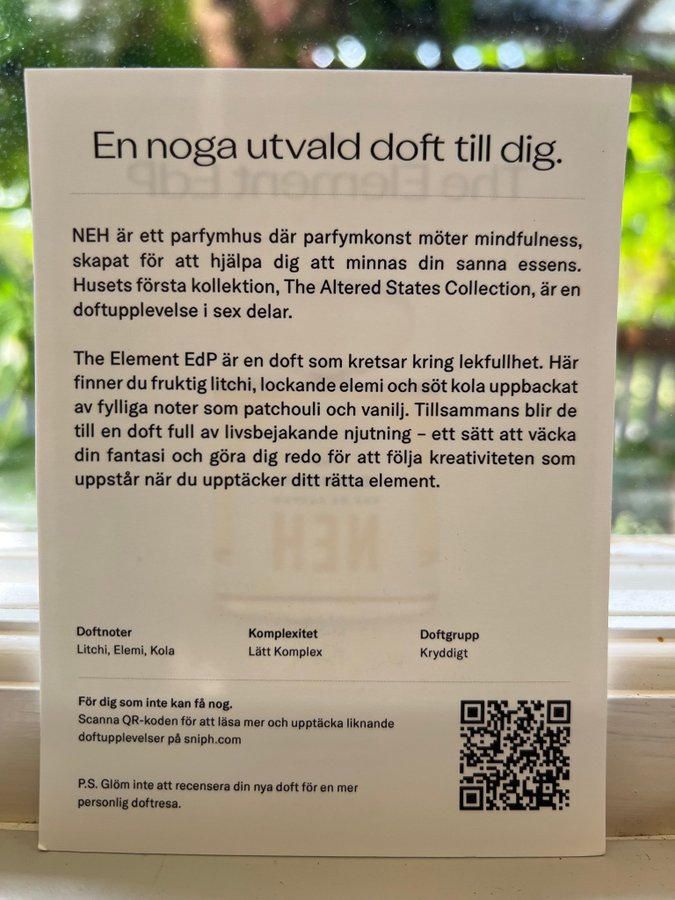 En noga utvald doft till dig.
The Element EdP
NEH är ett parfymhus där parfymkonst möter mindfulness,
skapat för att hjälpa dig att minnas din sanna essens.
Husets första kollektion, The Altered States Collection, är en
doftupplevelse i sex delar.
The Element EdP är en doft som kretsar kring lekfullhet. Här
finner du fruktig litchi, lockande elemi och söt kola uppbackat
av fylliga noter som patchouli och vanilj. Tillsammans blir de
till en doft full av livsbejakande njutning – ett sätt att väcka
din fantasi och göra dig redo för att följa kreativiteten som
uppstår när du upptäcker ditt rätta element.
NEH
Doftnoter
Litchi, Elemi, Kola
Komplexitet
Lätt Komplex
Doftgrupp
Kryddigt
För dig som inte kan få nog.
Scanna QR-koden för att läsa mer och upptäcka liknande
doftupplevelser på sniph.com
P.S. Glöm inte att recensera din nya doft för en mer
personlig doftresa.